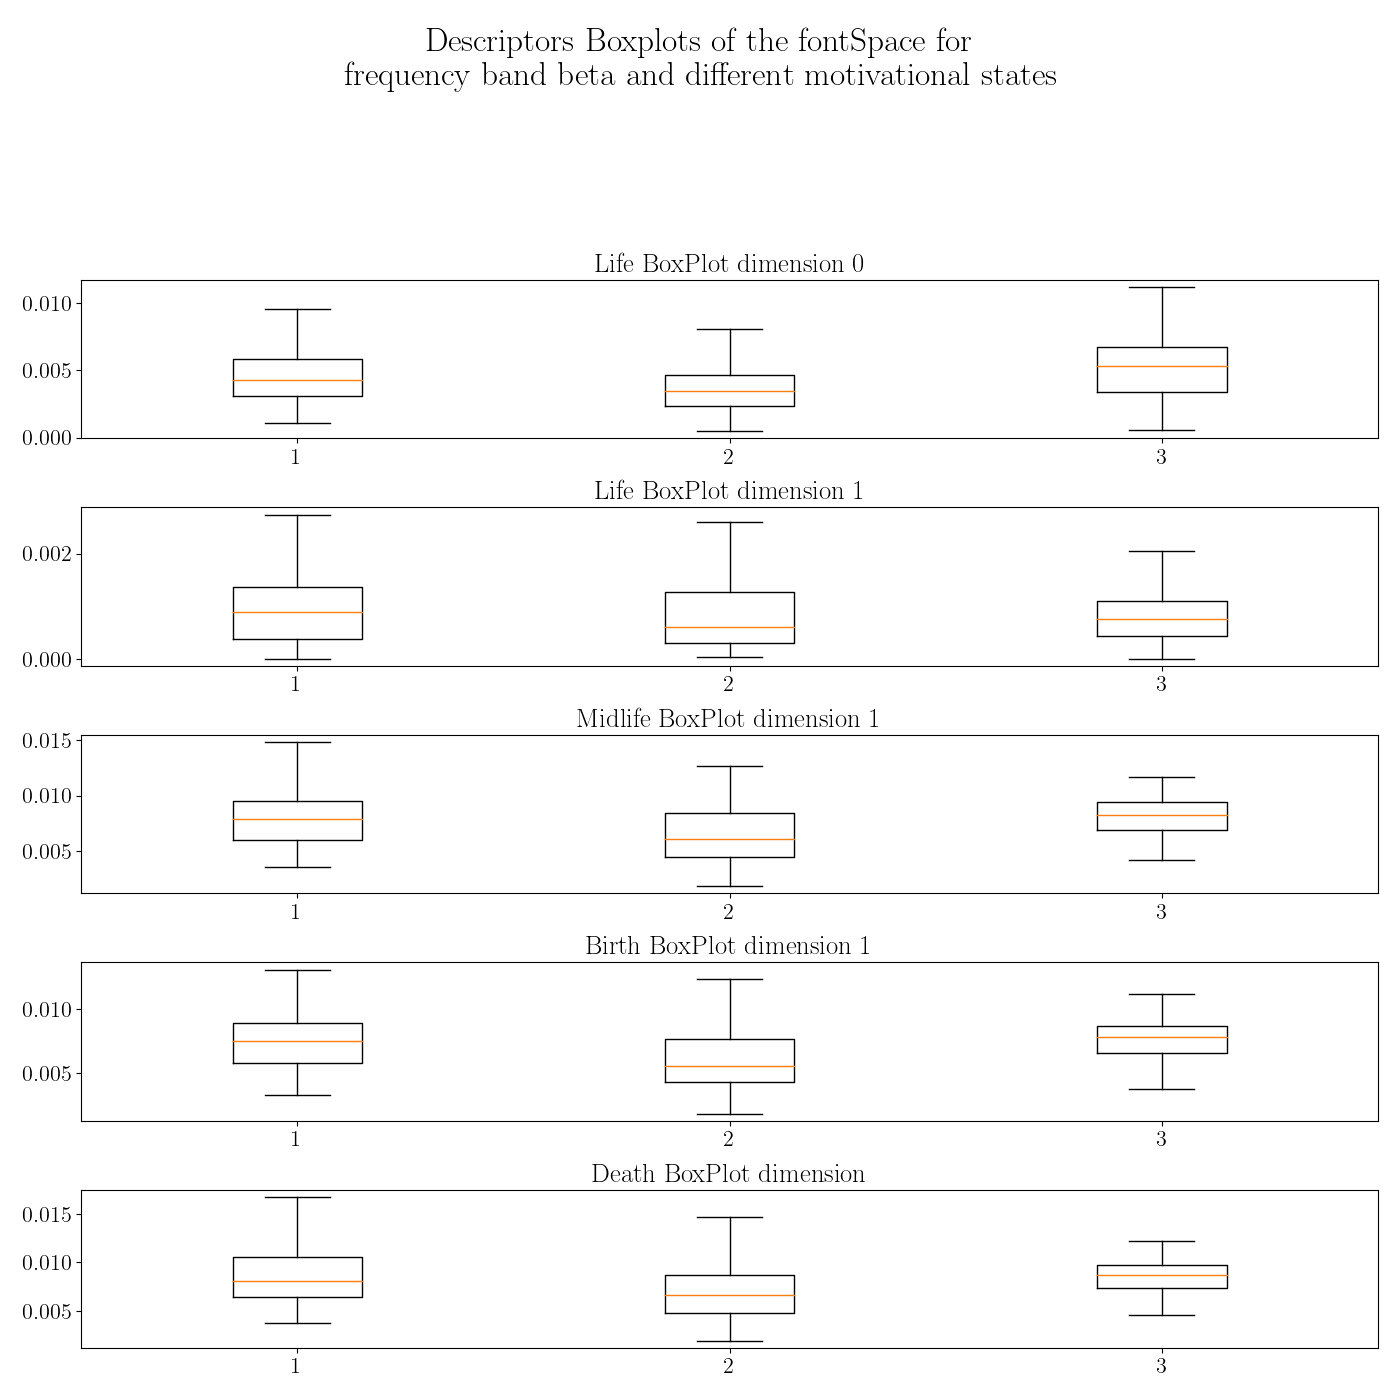 Descriptors Boxplots of the fontSpace for
frequency band beta and different motivational states
Life BoxPlot dimension 0
0.010
0.005
0.000
1 2 3
Life BoxPlot dimension 1
0.002
0.000
1 2 3
Midlife BoxPlot dimension 1
0.015
0.010
0.005
1 2 3
Birth BoxPlot dimension 1
0.010
0.005
1 2 3
Death BoxPlot dimension
0.015
0.010
0.005
1 2 3